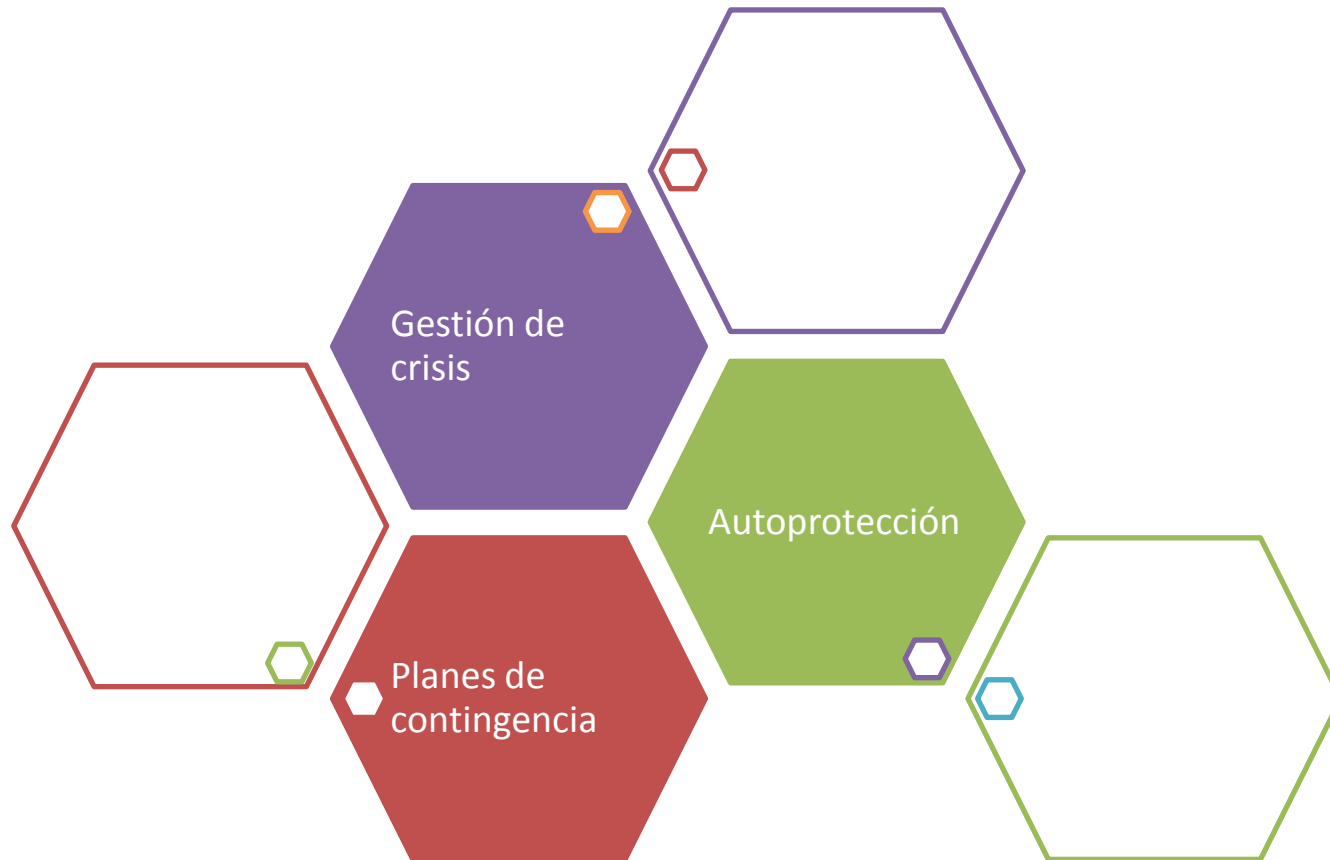 Gestión de
crisis
Autoprotección
Planes de
contingencia